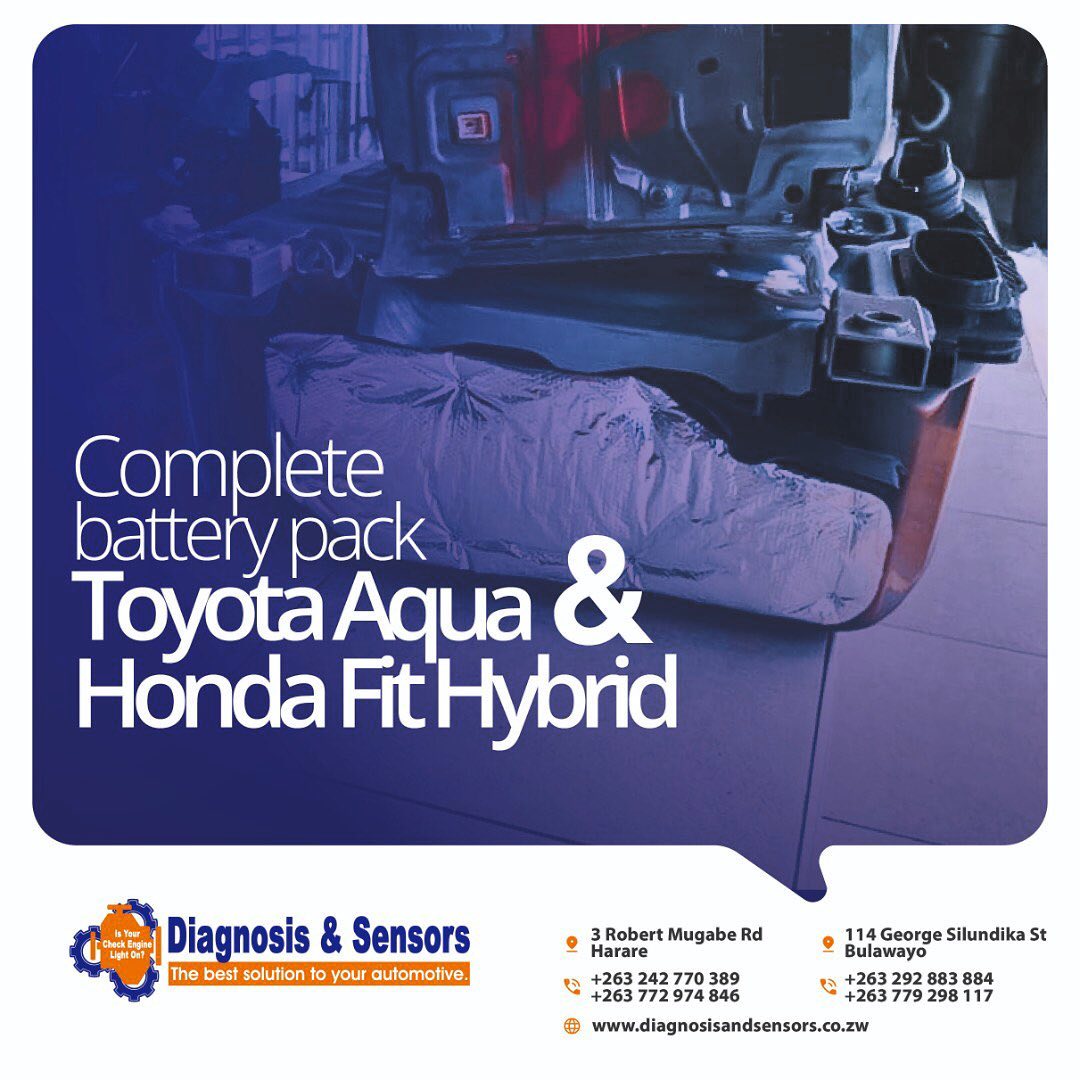 Complete
battery pack
Toyota Aqua &
Honda Fit Hybrid
Is Your
Check Engine
Light On?
Diagnosis & Sensors
The best solution to your automotive.
3 Robert Mugabe Rd
Harare
+263 242 770 389
+263 772 974 846
114 George Silundika St
Bulawayo
+263 292 883 884
+263 779 298 117
www.diagnosisandsensors.co.zw